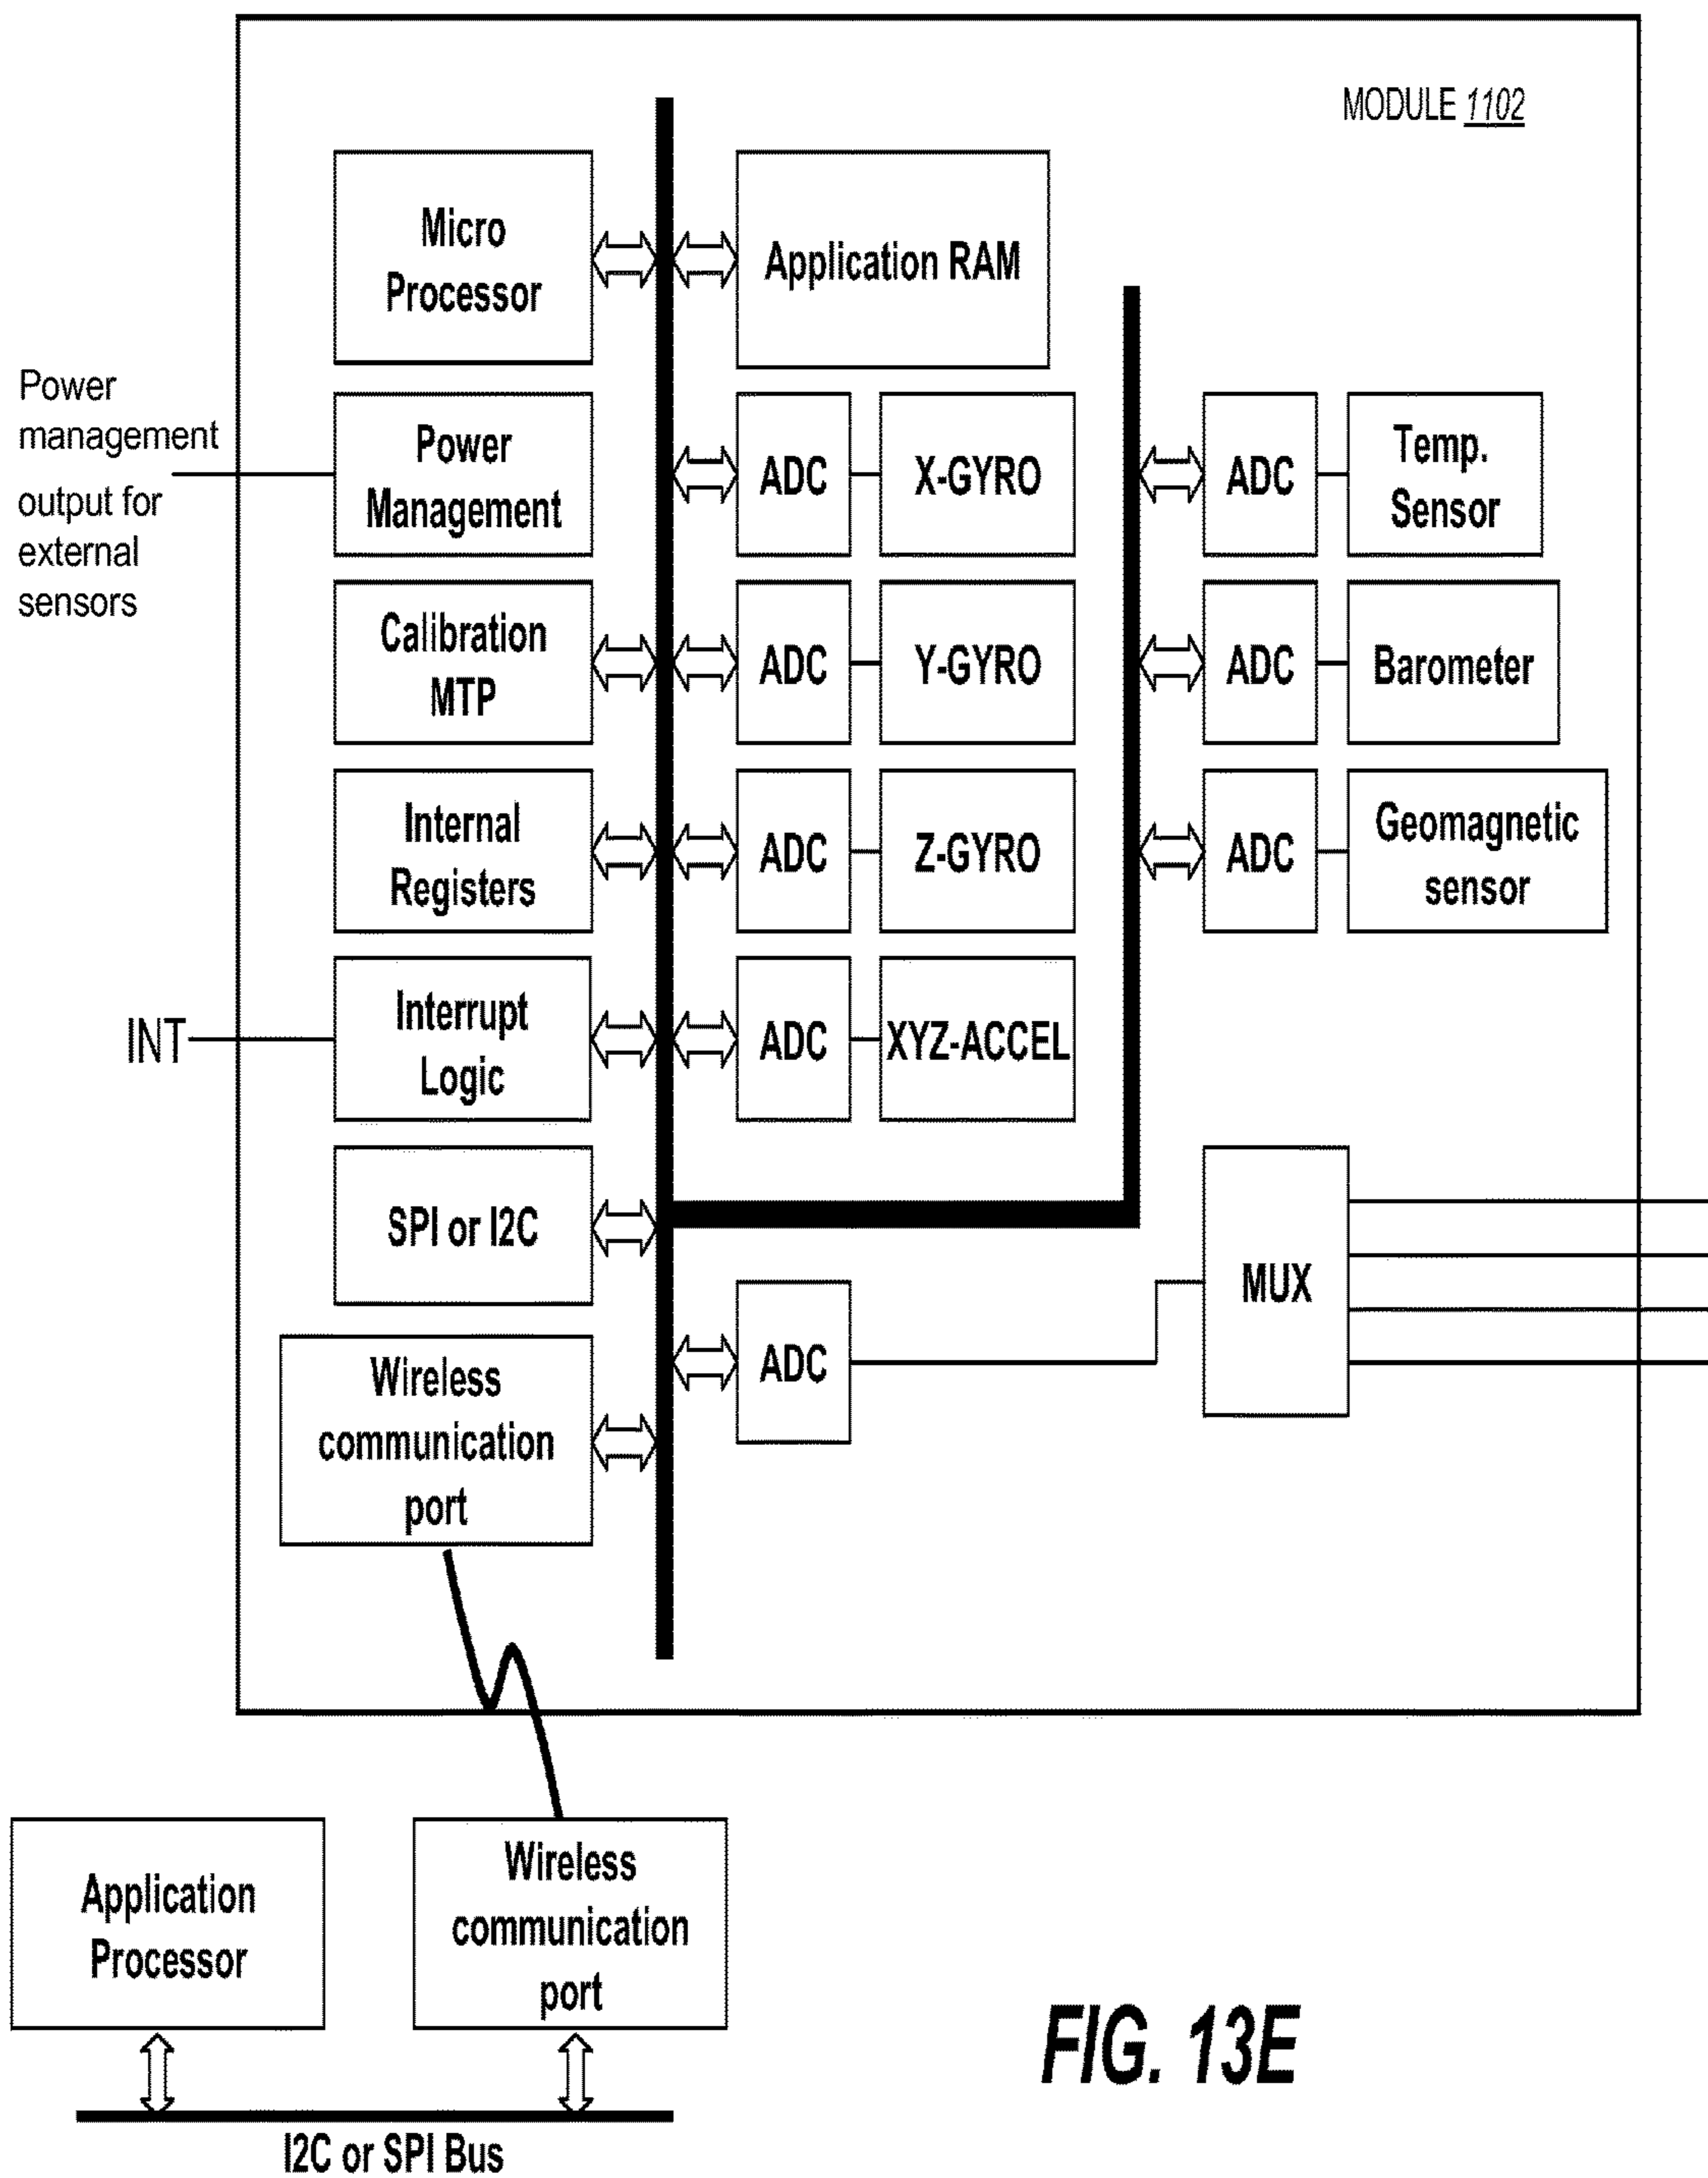 MODULE 1102
Micro
Processor
Application RAM
Power
management
output for
external
sensors
Power
Management
ADC
X-GYRO
ADC
Temp.
Sensor
Calibration
MTP
ADC
Y-GYRO
ADC
Barometer
Internal
Registers
ADC
Z-GYRO
ADC
Geomagnetic
sensor
INT
Interrupt
Logic
ADC
XYZ-ACCEL
SPI or I2C
MUX
ADC
Wireless
communication
port
Application
Processor
Wireless
communication
port
I2C or SPI Bus
FIG. 13E